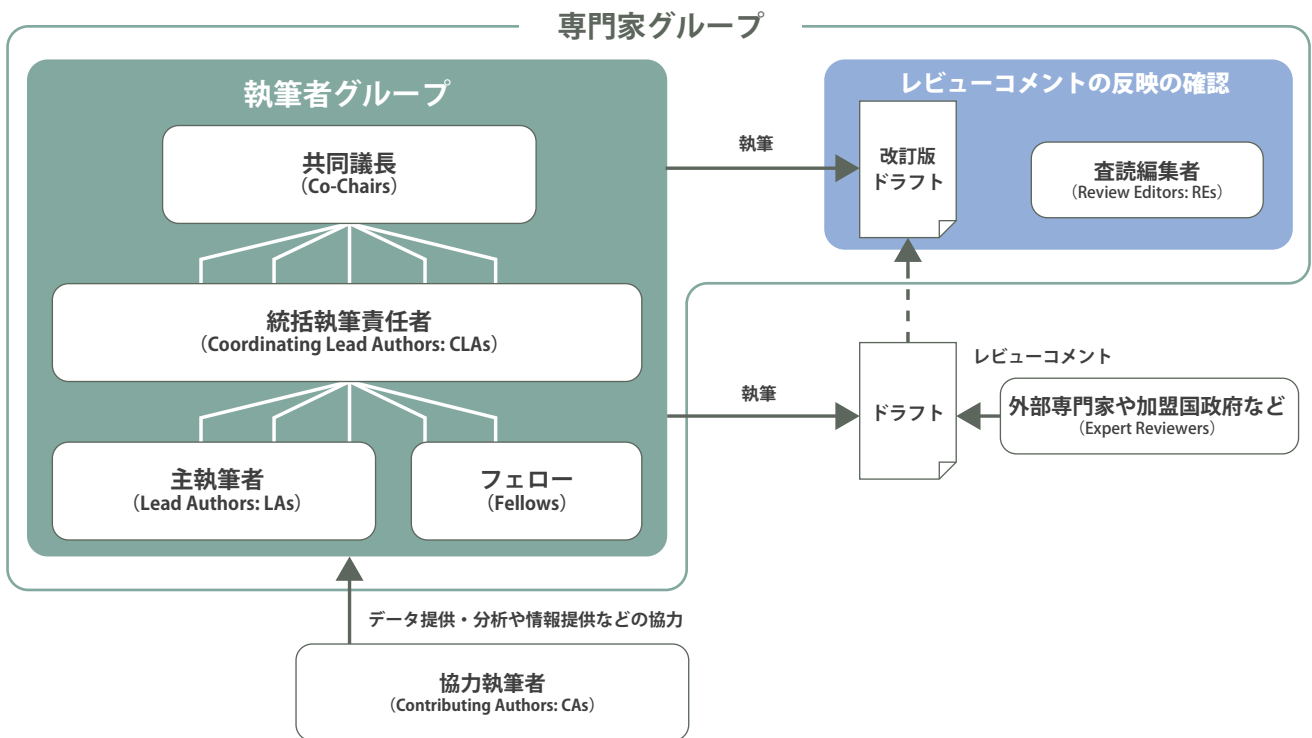 専門家グループ
執筆者グループ
共同議長
（Co-Chairs）
統括執筆責任者
（Coordinating Lead Authors: CLAs）
主執筆者
（Lead Authors: LAs）
フェロー
（Fellows）
データ提供・分析や情報提供などの協力
協力執筆者
（Contributing Authors: CAs）
執筆
レビューコメントの反映の確認
改訂版
ドラフト
査読編集者
（Review Editors: REs）
執筆
ドラフト
レビューコメント
外部専門家や加盟国政府など
（Expert Reviewers）